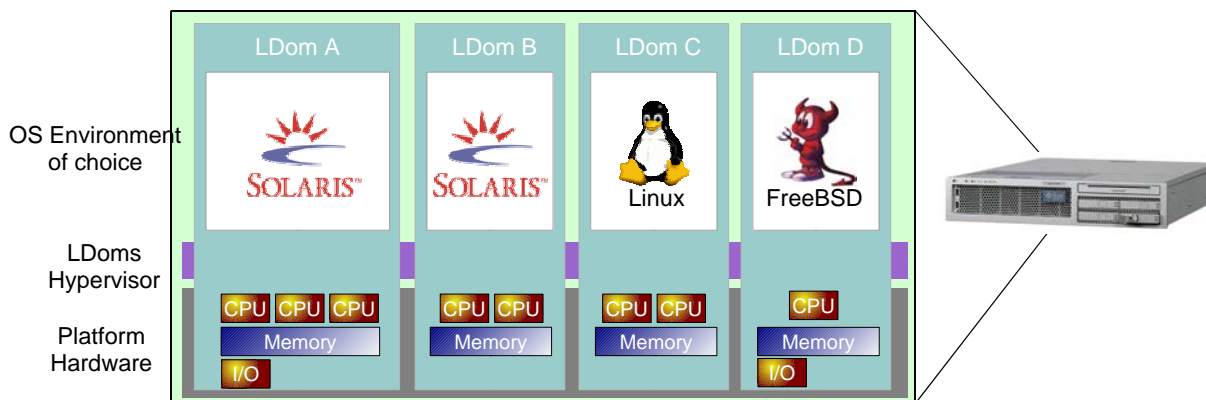 LDom A
LDom B
LDom C
LDom D
OS Environment
of choice
SOLARIS™
SOLARIS™
Linux
FreeBSD
LDoms
Hypervisor
Platform
Hardware
CPU CPU CPU
Memory
I/O
CPU CPU
Memory
CPU CPU
Memory
CPU
Memory
I/O